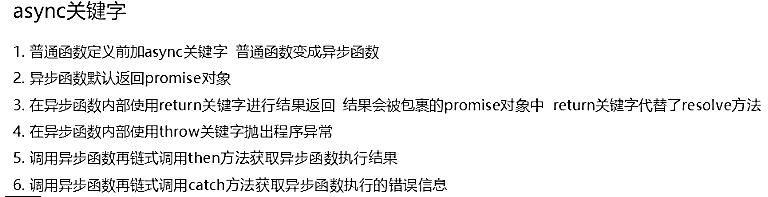 async关键字
1. 普通函数定义前加async关键字 普通函数变成异步函数
2. 异步函数默认返回promise对象
3. 在异步函数内部使用return关键字进行结果返回 结果会被包裹的promise对象中 return关键字代替了resolve方法
4. 在异步函数内部使用throw关键字抛出程序异常
5. 调用异步函数再链式调用then方法获取异步函数执行结果
6. 调用异步函数再链式调用catch方法获取异步函数执行的错误信息